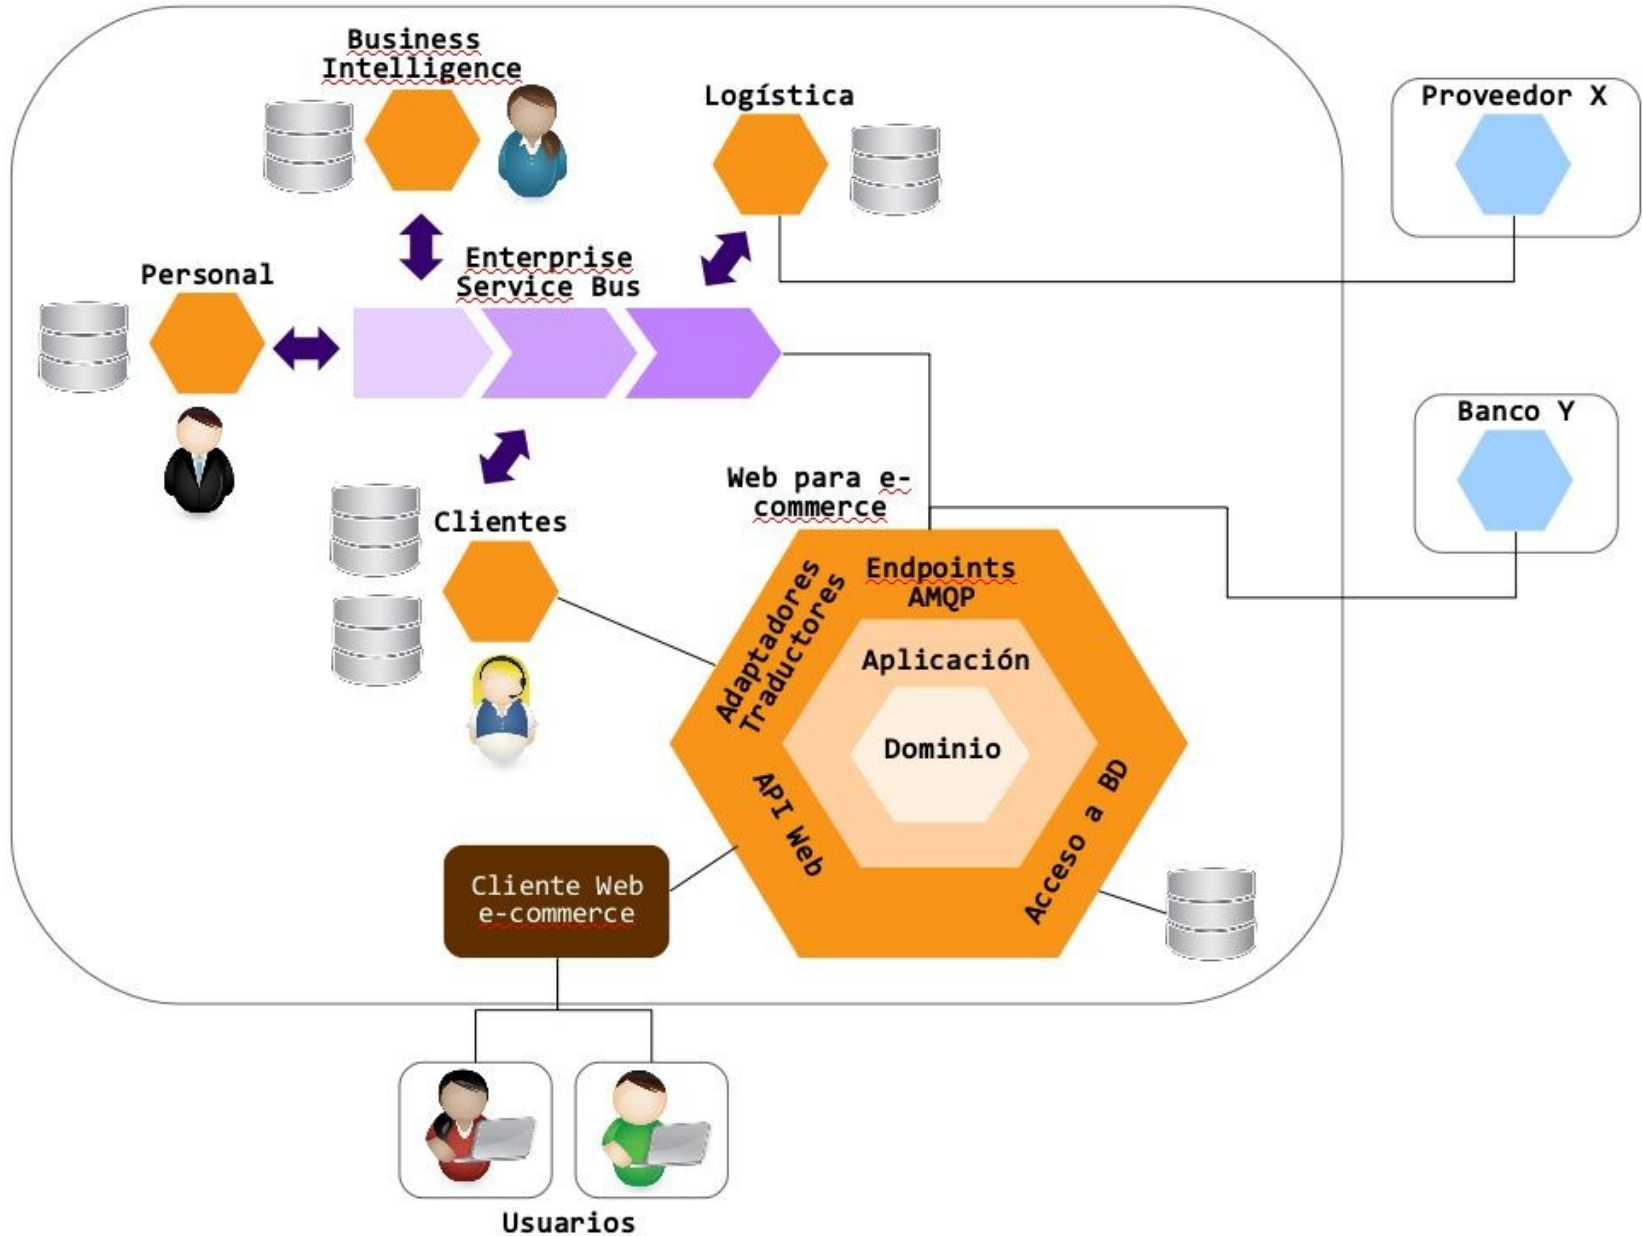 Business
Intelligence
Logística
Proveedor X
Personal
Enterprise
Service Bus
Banco Y
Web para e-
commerce
Clientes
Endpoints
AMQP
Adaptadores
Traductores
Aplicación
Dominio
API Web
Acceso a BD
Cliente Web
e-commerce
Usuarios